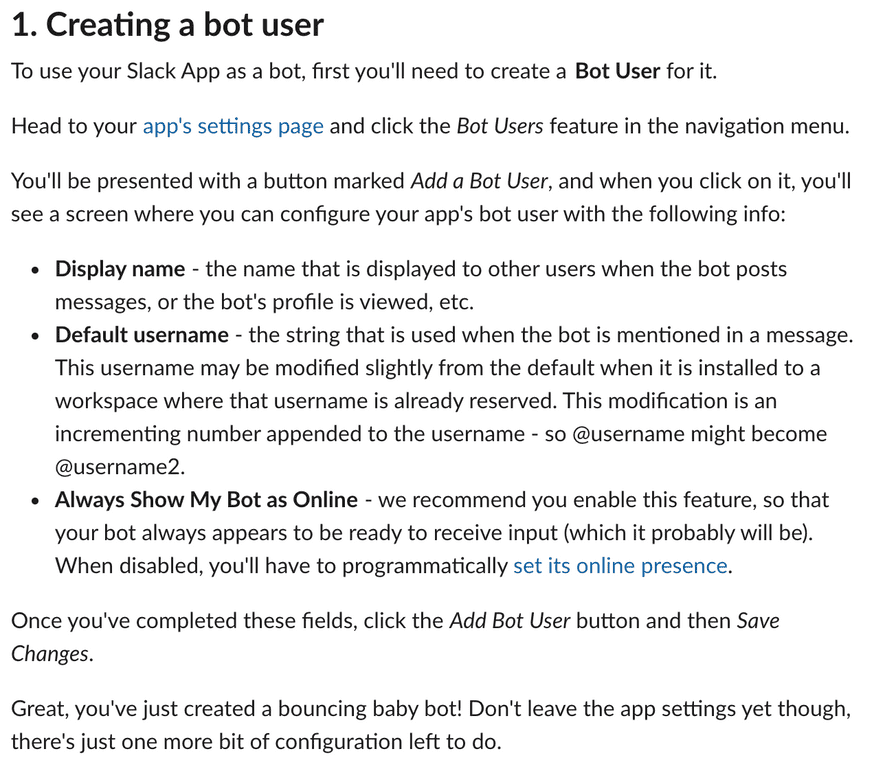 1. Creating a bot user
To use your Slack App as a bot, first you'll need to create a Bot User for it.
Head to your app's settings page and click the Bot Users feature in the navigation menu.
You'll be presented with a button marked Add a Bot User, and when you click on it, you'll
see a screen where you can configure your app's bot user with the following info:
• Display name - the name that is displayed to other users when the bot posts
messages, or the bot's profile is viewed, etc.
• Default username - the string that is used when the bot is mentioned in a message.
This username may be modified slightly from the default when it is installed to a
workspace where that username is already reserved. This modification is an
incrementing number appended to the username - so @username might become
@username2.
• Always Show My Bot as Online - we recommend you enable this feature, so that
your bot always appears to be ready to receive input (which it probably will be).
When disabled, you'll have to programmatically set its online presence.
Once you've completed these fields, click the Add Bot User button and then Save
Changes.
Great, you've just created a bouncing baby bot! Don't leave the app settings yet though,
there's just one more bit of configuration left to do.